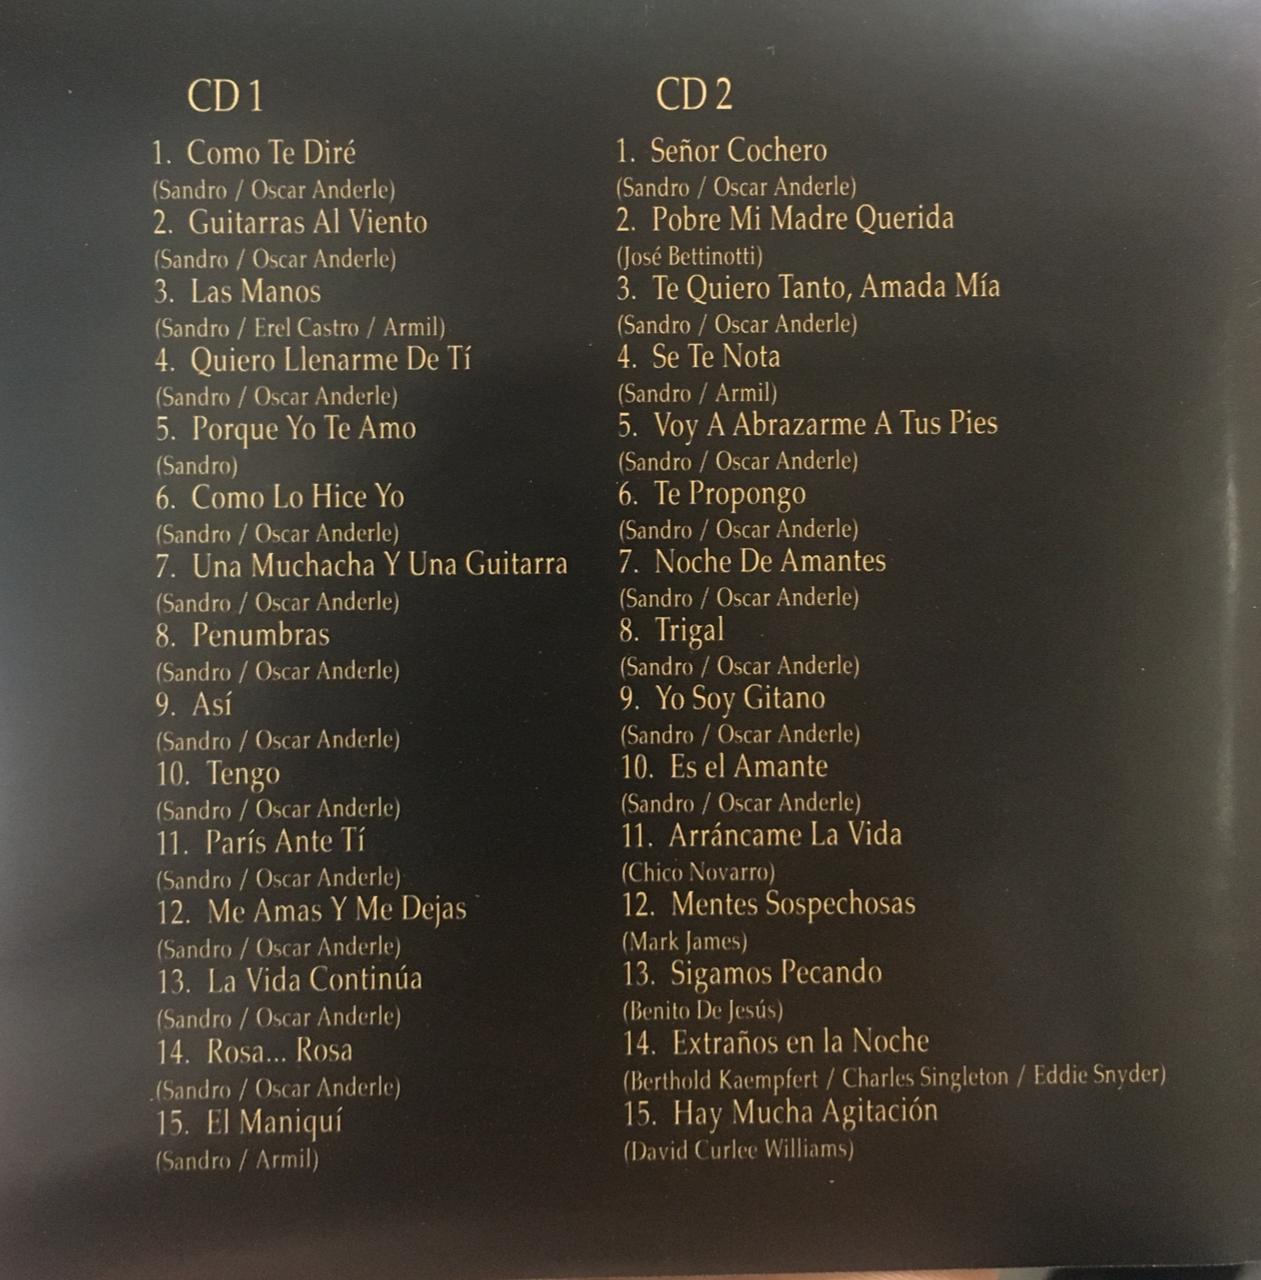 CD 1
1. Como Te Diré
(Sandro / Oscar Anderle)
2. Guitarras Al Viento
(Sandro / Oscar Anderle)
3. Las Manos
(Sandro / Erel Castro / Armil)
4. Quiero Llenarme De Tí
(Sandro / Oscar Anderle)
5. Porque Yo Te Amo
(Sandro)
6. Como Lo Hice Yo
(Sandro / Oscar Anderle)
7. Una Muchacha Y Una Guitarra
(Sandro / Oscar Anderle)
8. Penumbras
(Sandro / Oscar Anderle)
9. Así
(Sandro / Oscar Anderle)
10. Tengo
(Sandro / Oscar Anderle)
11. París Ante Tí
(Sandro / Oscar Anderle)
12. Me Amas Y Me Dejas
(Sandro / Oscar Anderle)
13. La Vida Continúa
(Sandro / Oscar Anderle)
14. Rosa... Rosa
(Sandro / Oscar Anderle)
15. El Maniquí
(Sandro / Armil)
CD 2
1. Señor Cochero
(Sandro / Oscar Anderle)
2. Pobre Mi Madre Querida
(José Bettinotti)
3. Te Quiero Tanto, Amada Mía
(Sandro / Oscar Anderle)
4. Se Te Nota
(Sandro / Armil)
5. Voy A Abrazarme A Tus Pies
(Sandro / Oscar Anderle)
6. Te Propongo
(Sandro / Oscar Anderle)
7. Noche De Amantes
(Sandro / Oscar Anderle)
8. Trigal
(Sandro / Oscar Anderle)
9. Yo Soy Gitano
(Sandro / Oscar Anderle)
10. Es el Amante
(Sandro / Oscar Anderle)
11. Arráncame La Vida
(Chico Novarro)
12. Mentes Sospechosas
(Mark James)
13. Sigamos Pecando
(Benito De Jesús)
14. Extraños en la Noche
(Berthold Kaempfert / Charles Singleton / Eddie Snyder)
15. Hay Mucha Agitación
(David Curlee Williams)